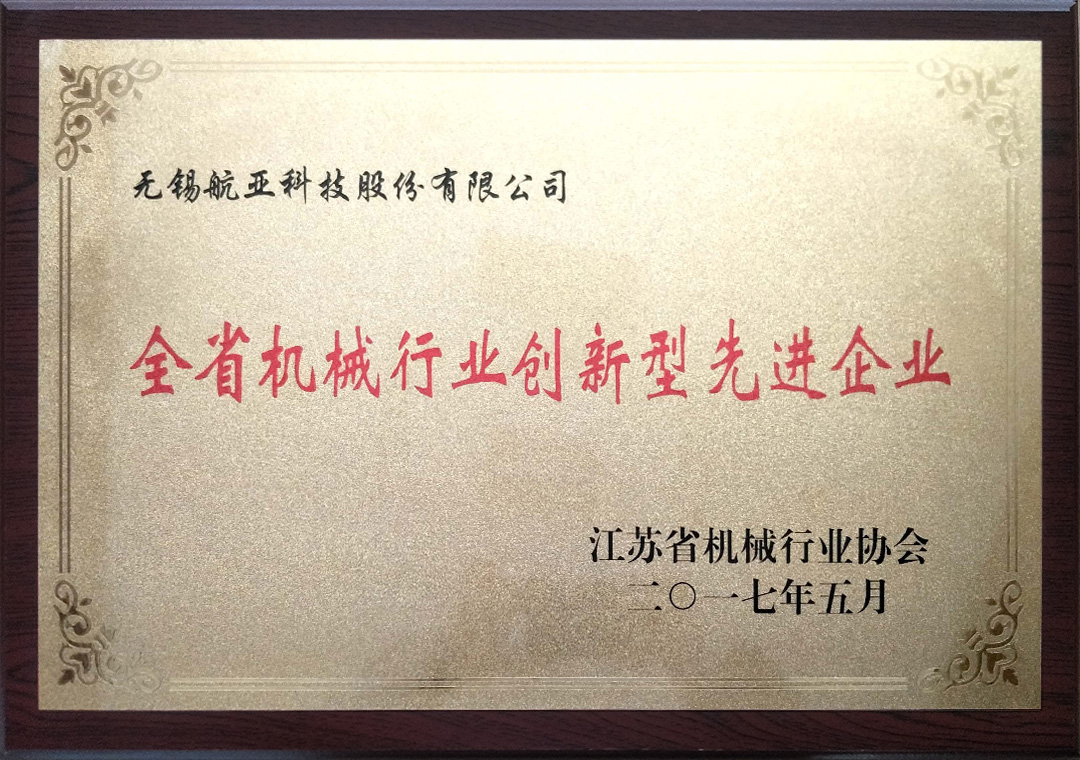 无锡航亚科技股份有限公司
全省机械行业创新型先进企业
江苏省机械行业协会
二〇一七年五月